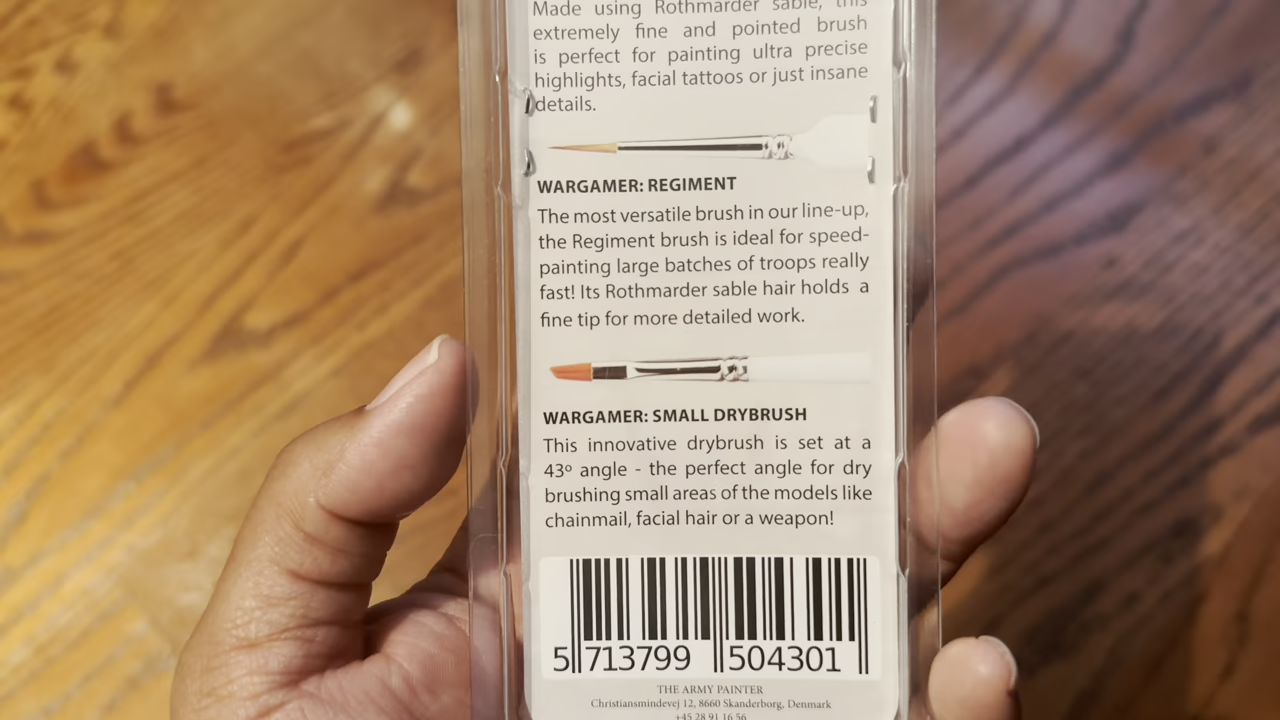 Made using Rothmarder sable, this
extremely fine and pointed brush
is perfect for painting ultra precise
highlights, facial tattoos or just insane
details.
WARGAMER: REGIMENT
The most versatile brush in our line-up,
the Regiment brush is ideal for speed-
painting large batches of troops really
fast! Its Rothmarder sable hair holds a
fine tip for more detailed work.
WARGAMER: SMALL DRYBRUSH
This innovative drybrush is set at a
43º angle - the perfect angle for dry
brushing small areas of the models like
chainmail, facial hair or a weapon!
5 713799 504301
THE ARMY PAINTER
Christiansmindevej 12, 8660 Skanderborg, Denmark
+45 28 91 16 56